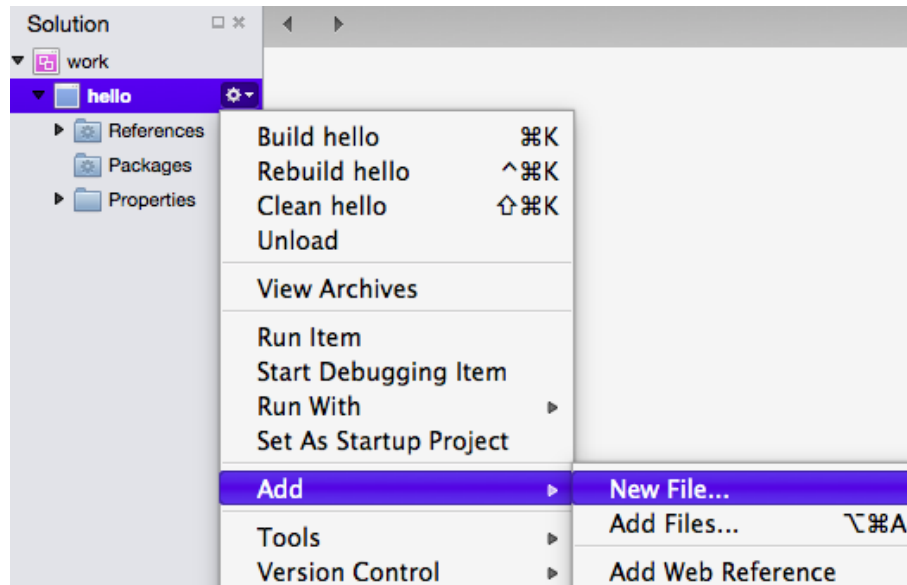 Solution
work
hello
References
Packages
Properties
Build hello ⌘K
Rebuild hello ^⌘K
Clean hello ⇧⌘K
Unload
View Archives
Run Item
Start Debugging Item
Run With
Set As Startup Project
Add
Tools
Version Control
New File...
Add Files... ⌥⌘A
Add Web Reference